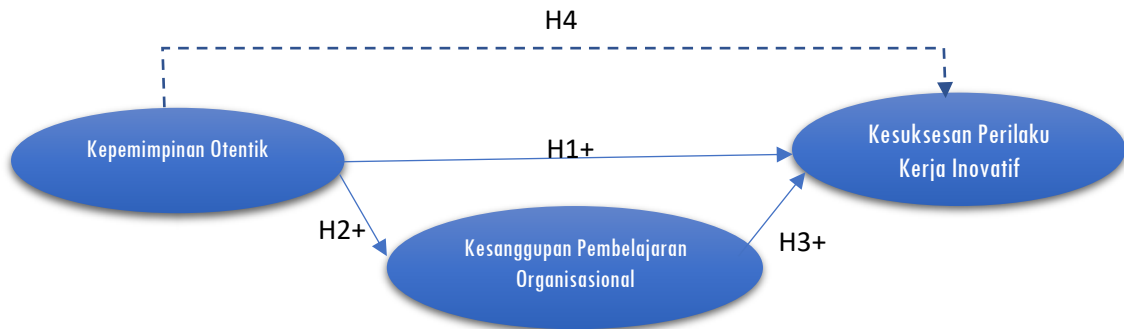 H4
Kepemimpinan Otentik
Kesuksesan Perilaku
Kerja Inovatif
H1+
H2+
Kesanggupan Pembelajaran
Organisasional
H3+